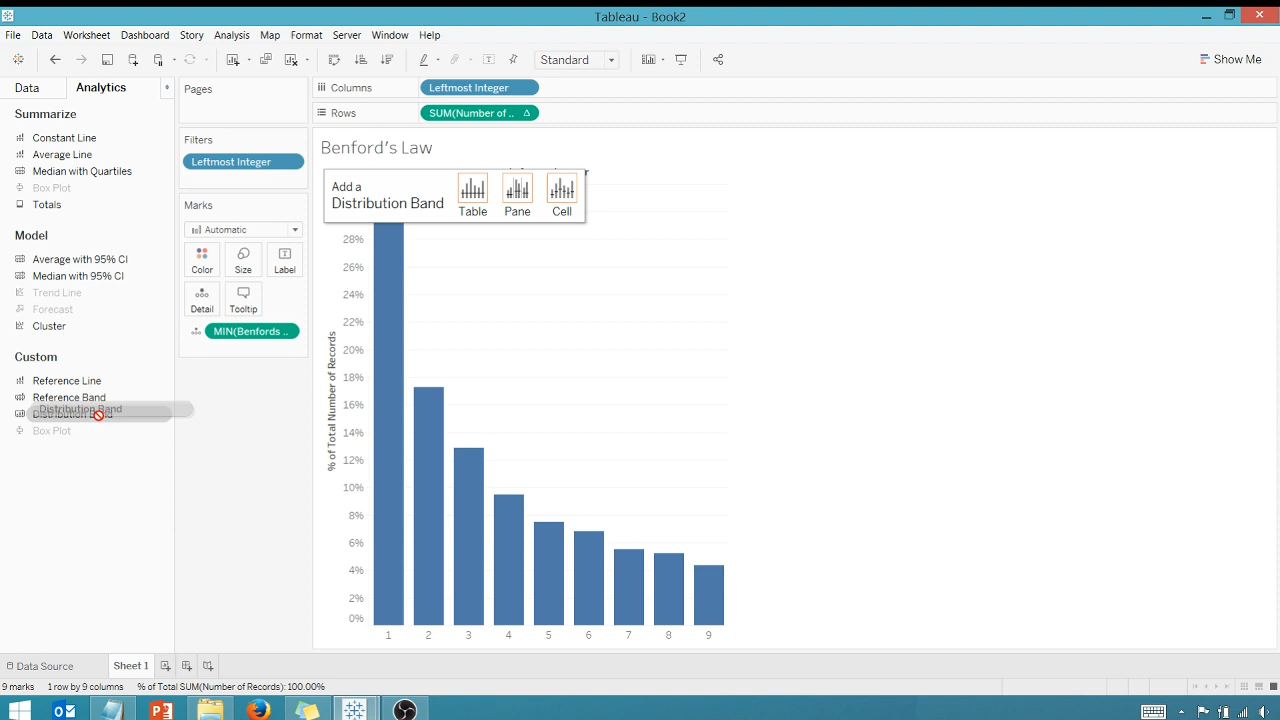 Tableau - Book2
File Data Worksheet Dashboard Story Analysis Map Format Server Window Help
Standard
Show Me
Data Analytics
Pages
Columns Leftmost Integer
Rows SUM(Number of ..
Summarize
Constant Line
Average Line
Median with Quartiles
Box Plot
Totals
Model
Average with 95% CI
Median with 95% CI
Trend Line
Forecast
Cluster
Custom
Reference Line
Reference Band
Distribution Band
Distribution Band
Box Plot
Filters
Leftmost Integer
Marks
Automatic
Color Size Label
Detail Tooltip
MIN(Benfords ..
Benford's Law
Add a
Distribution Band
Table Pane Cell
% of Total Number of Records
28%
26%
24%
22%
20%
18%
16%
14%
12%
10%
8%
6%
4%
2%
0%
1 2 3 4 5 6 7 8 9
Data Source Sheet 1
9 marks 1 row by 9 columns % of Total SUM(Number of Records): 100.00%